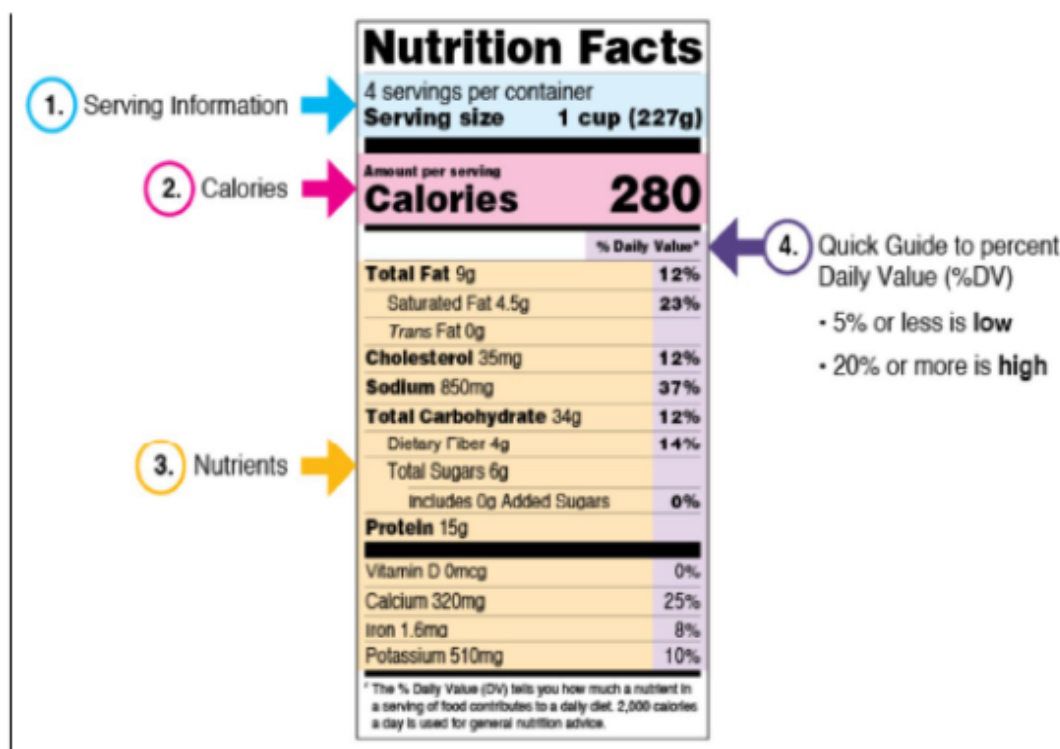 Nutrition Facts
4 servings per container
Serving size 1 cup (227g)
Amount per serving
Calories 280
% Daily Value*
Total Fat 9g 12%
Saturated Fat 4.5g 23%
Trans Fat 0g
Cholesterol 35mg 12%
Sodium 850mg 37%
Total Carbohydrate 34g 12%
Dietary Fiber 4g 14%
Total Sugars 6g
Includes 0g Added Sugars 0%
Protein 15g
Vitamin D 0mcg 0%
Calcium 320mg 25%
Iron 1.6mg 8%
Potassium 510mg 10%
* The % Daily Value (DV) tells you how much a nutrient in
a serving of food contributes to a daily diet. 2,000 calories
a day is used for general nutrition advice.
1. Serving Information
2. Calories
3. Nutrients
4. Quick Guide to percent
Daily Value (%DV)
• 5% or less is low
• 20% or more is high